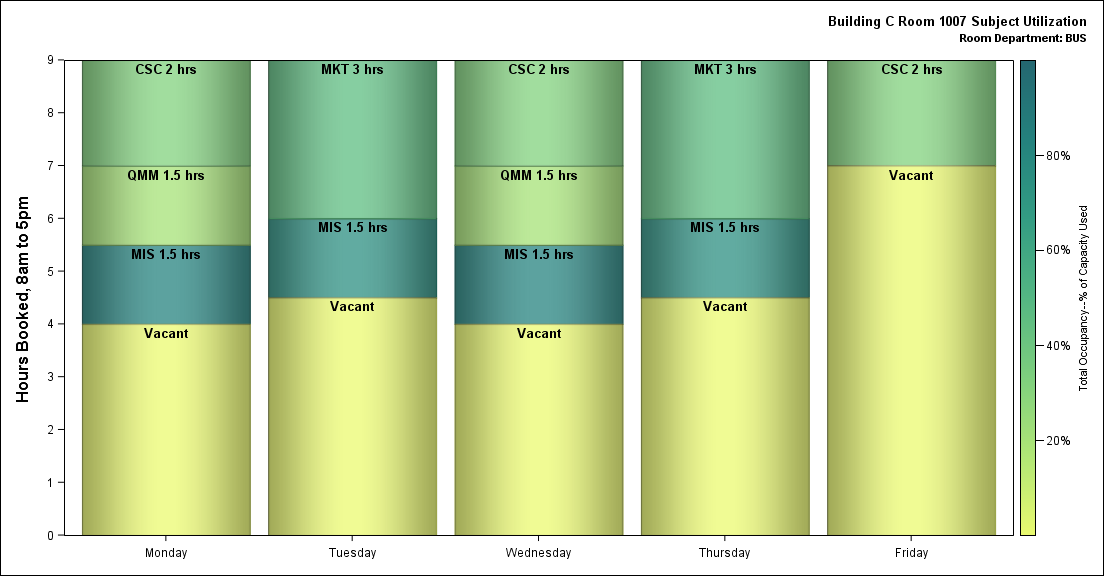 Building C Room 1007 Subject Utilization
Room Department: BUS
Hours Booked, 8am to 5pm
9
8
7
6
5
4
3
2
1
0
CSC 2 hrs
QMM 1.5 hrs
MIS 1.5 hrs
Vacant
MKT 3 hrs
MIS 1.5 hrs
Vacant
CSC 2 hrs
QMM 1.5 hrs
MIS 1.5 hrs
Vacant
MKT 3 hrs
MIS 1.5 hrs
Vacant
CSC 2 hrs
Vacant
Monday
Tuesday
Wednesday
Thursday
Friday
80%
60%
40%
20%
Total Occupancy--% of Capacity Used